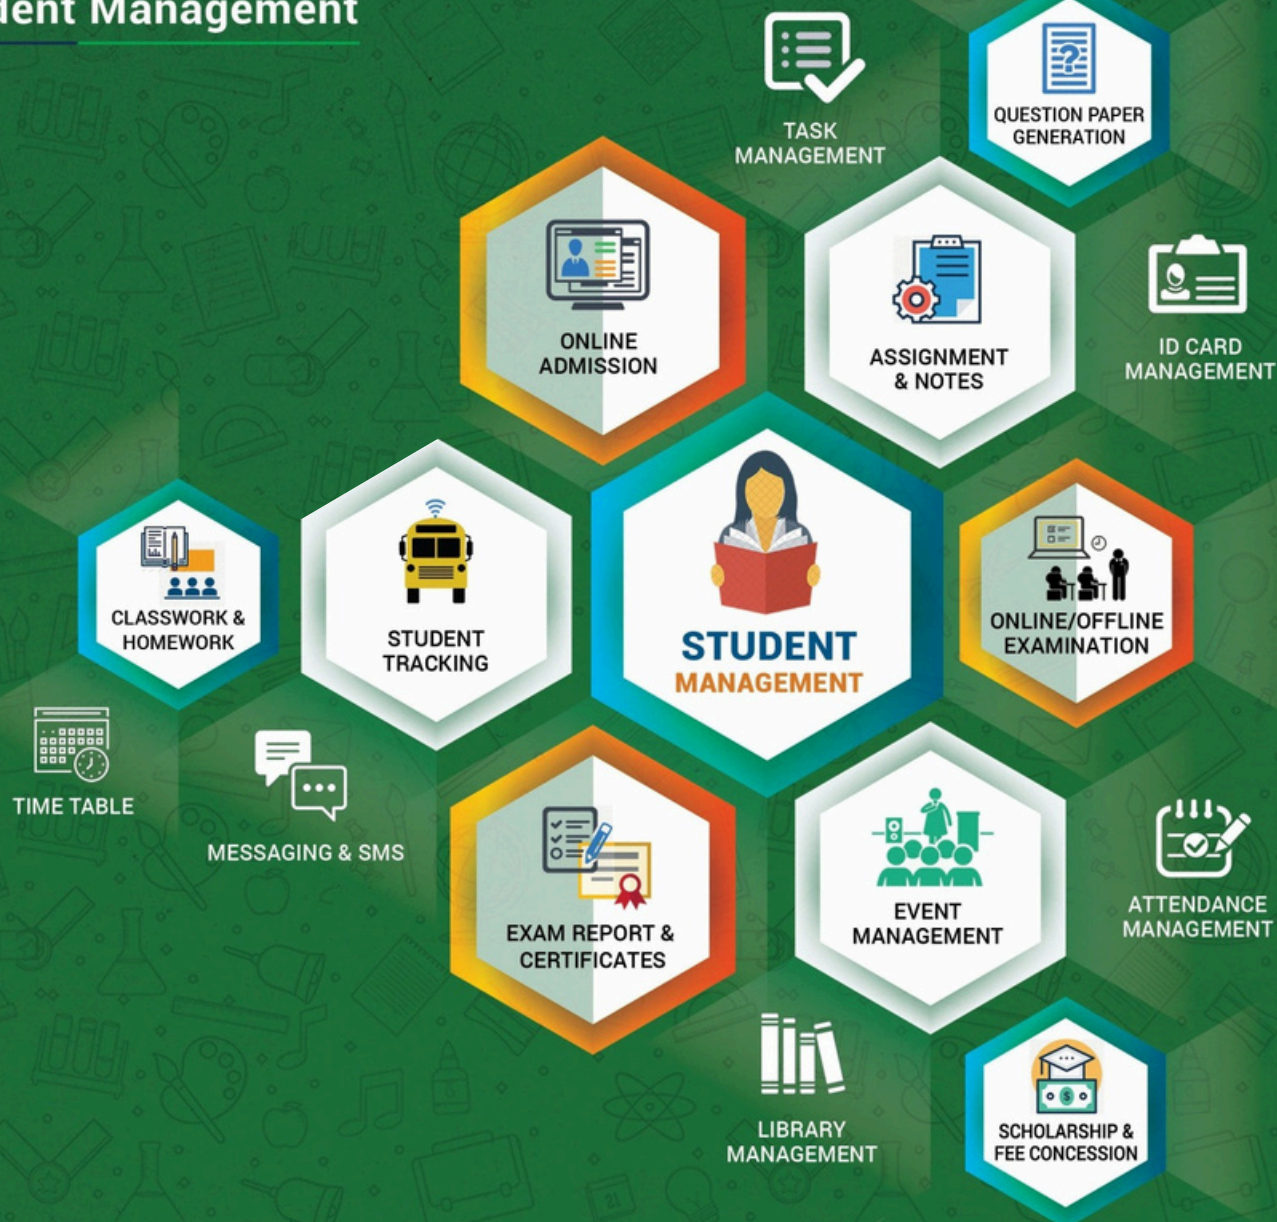 dent Management
TASK
MANAGEMENT
QUESTION PAPER
GENERATION
ONLINE
ADMISSION
ASSIGNMENT
& NOTES
ID CARD
MANAGEMENT
CLASSWORK &
HOMEWORK
STUDENT
TRACKING
STUDENT
MANAGEMENT
ONLINE/OFFLINE
EXAMINATION
TIME TABLE
MESSAGING & SMS
EXAM REPORT &
CERTIFICATES
EVENT
MANAGEMENT
ATTENDANCE
MANAGEMENT
LIBRARY
MANAGEMENT
SCHOLARSHIP &
FEE CONCESSION
21